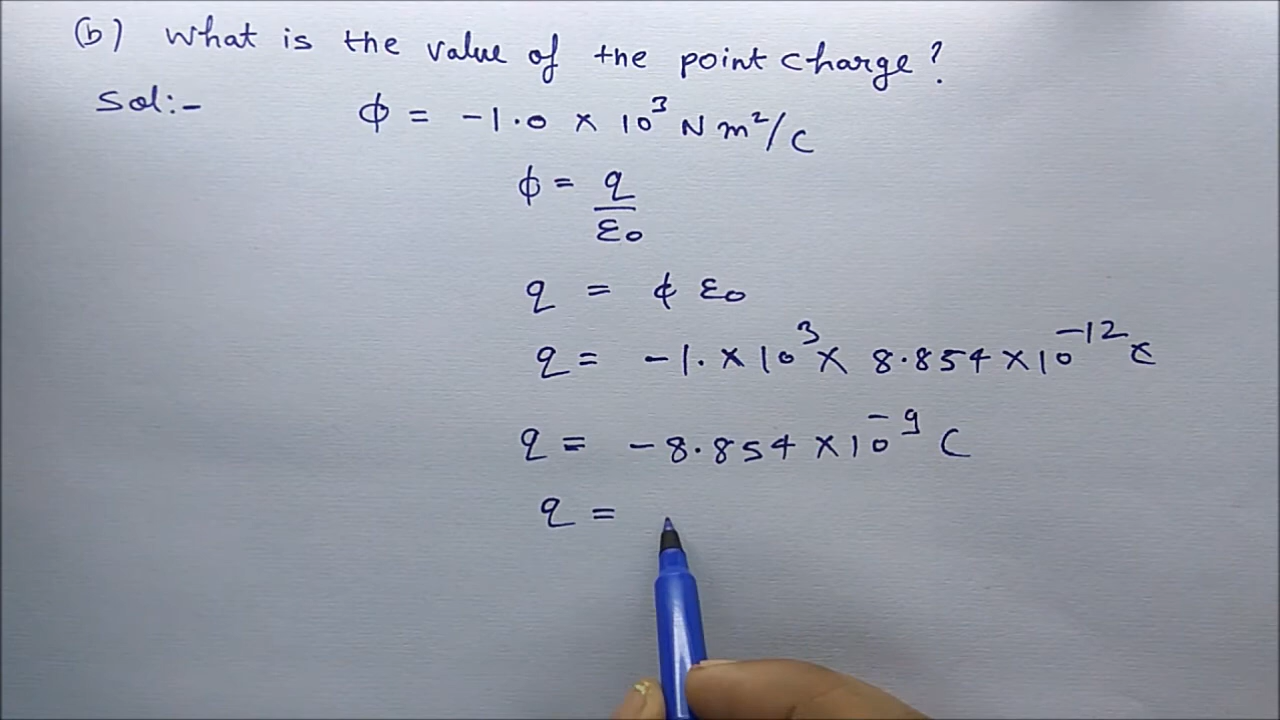 (b) What is the value of the point charge?
Sol:- ϕ = -1.0 × 10³ N m²/C
ϕ = q/ε₀
q = ϕ ε₀
q = -1. × 10³ × 8.854 × 10⁻¹² C
q = -8.854 × 10⁻⁹ C
q =